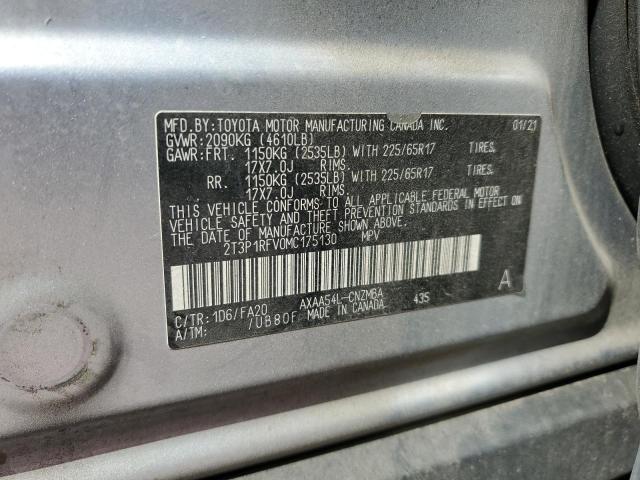 MFD.BY:TOYOTA MOTOR MANUFACTURING CANADA INC. 01/21
GVWR:2090KG (4610LB)
GAWR:FRT. 1150KG (2535LB) WITH 225/65R17 TIRES.
17X7.0J RIMS.
RR. 1150KG (2535LB) WITH 225/65R17 TIRES.
17X7.0J RIMS.
THIS VEHICLE CONFORMS TO ALL APPLICABLE FEDERAL MOTOR
VEHICLE SAFETY AND THEFT PREVENTION STANDARDS IN EFFECT ON
THE DATE OF MANUFACTURE SHOWN ABOVE.
2T3P1RFV0MC175130 MPV
A
C/TR:1D6/FA20 AXAA54L-CNZMBA 435
A/TM: /UB80F MADE IN CANADA